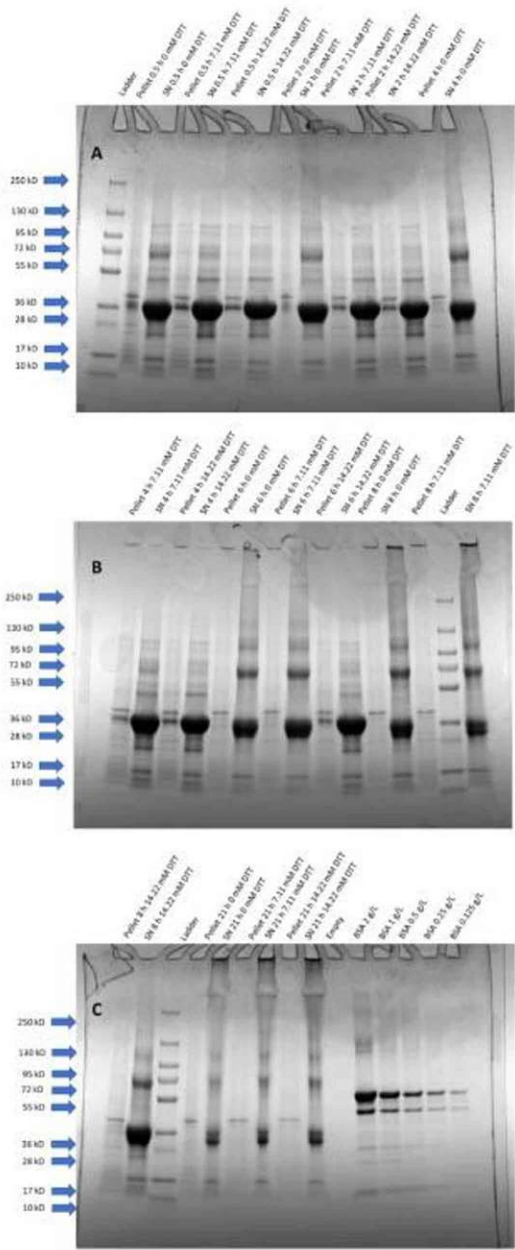 Ladder
Pellet 0.5 h 0 mM DTT
SN 0.5 h 0 mM DTT
Pellet 0.5 h 7.11 mM DTT
SN 0.5 h 7.11 mM DTT
Pellet 0.5 h 14.22 mM DTT
SN 0.5 h 14.22 mM DTT
Pellet 2 h 0 mM DTT
SN 2 h 0 mM DTT
Pellet 2 h 7.11 mM DTT
SN 2 h 7.11 mM DTT
Pellet 2 h 14.22 mM DTT
SN 2 h 14.22 mM DTT
Pellet 4 h 0 mM DTT
SN 4 h 0 mM DTT
A
250 kD
130 kD
95 kD
72 kD
55 kD
36 kD
28 kD
17 kD
10 kD
Pellet 4 h 7.11 mM DTT
SN 4 h 7.11 mM DTT
Pellet 4 h 14.22 mM DTT
SN 4 h 14.22 mM DTT
Pellet 6 h 0 mM DTT
SN 6 h 0 mM DTT
Pellet 6 h 7.11 mM DTT
SN 6 h 7.11 mM DTT
Pellet 6 h 14.22 mM DTT
SN 6 h 14.22 mM DTT
Pellet 8 h 0 mM DTT
SN 8 h 0 mM DTT
Pellet 8 h 7.11 mM DTT
Ladder
SN 8 h 7.11 mM DTT
B
250 kD
130 kD
95 kD
72 kD
55 kD
36 kD
28 kD
17 kD
10 kD
Pellet 8 h 14.22 mM DTT
SN 8 h 14.22 mM DTT
Ladder
Pellet 21 h 0 mM DTT
SN 21 h 0 mM DTT
Pellet 21 h 7.11 mM DTT
SN 21 h 7.11 mM DTT
Pellet 21 h 14.22 mM DTT
SN 21 h 14.22 mM DTT
Empty
BSA 2 g/L
BSA 1 g/L
BSA 0.5 g/L
BSA 0.25 g/L
BSA 0.125 g/L
C
250 kD
130 kD
95 kD
72 kD
55 kD
36 kD
28 kD
17 kD
10 kD